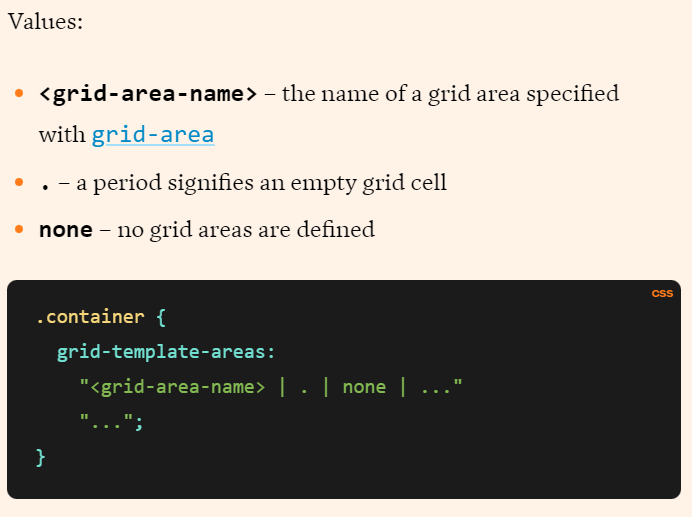 Values:
<grid-area-name> – the name of a grid area specified
with grid-area
. – a period signifies an empty grid cell
none – no grid areas are defined
CSS
.container {
  grid-template-areas:
    "<grid-area-name> | . | none | ..."
    "...";
}